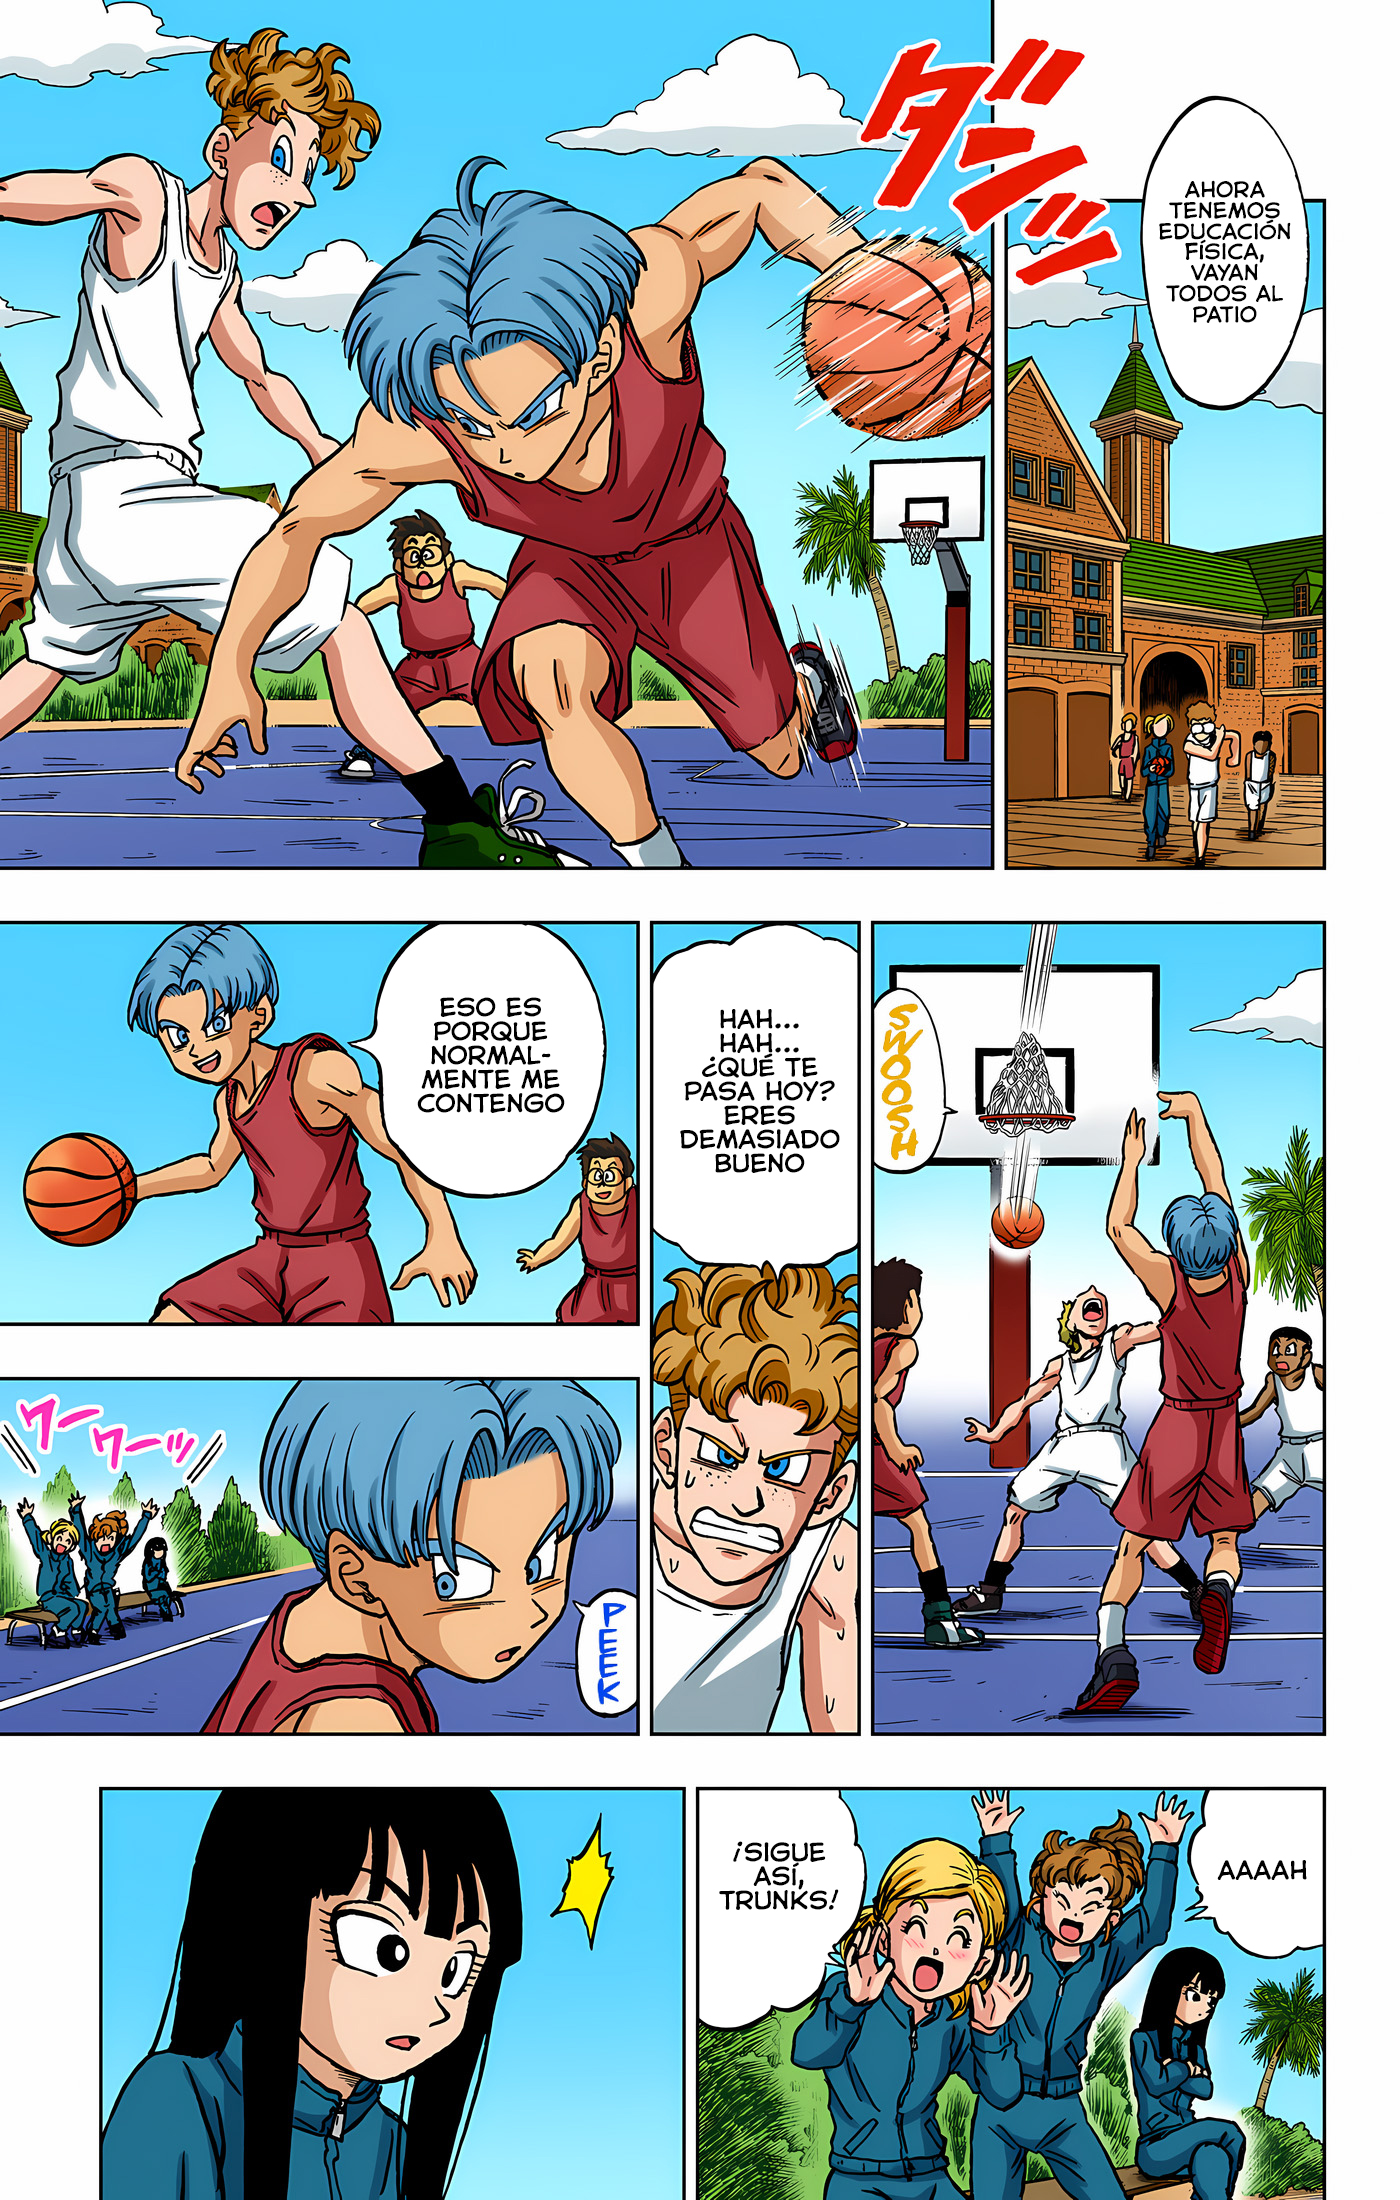 AHORA
TENEMOS
EDUCACIÓN
FÍSICA,
VAYAN
TODOS AL
PATIO
ダンッ
SWOOSH
HAH...
HAH...
¿QUÉ TE
PASA HOY?
ERES
DEMASIADO
BUENO
ESO ES
PORQUE
NORMAL-
MENTE ME
CONTENGO
PEEK
ワー
ワーッ
AAAAH
¡SIGUE
ASÍ,
TRUNKS!